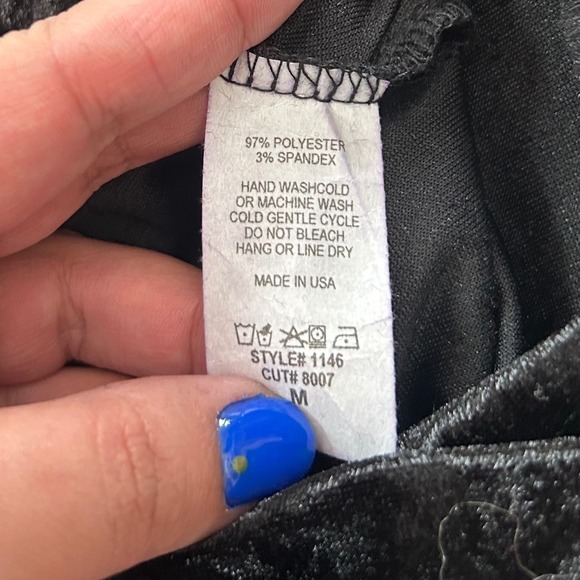 97% POLYESTER
3% SPANDEX
HAND WASHCOLD
OR MACHINE WASH
COLD GENTLE CYCLE
DO NOT BLEACH
HANG OR LINE DRY
MADE IN USA
STYLE# 1146
CUT# 8007
M